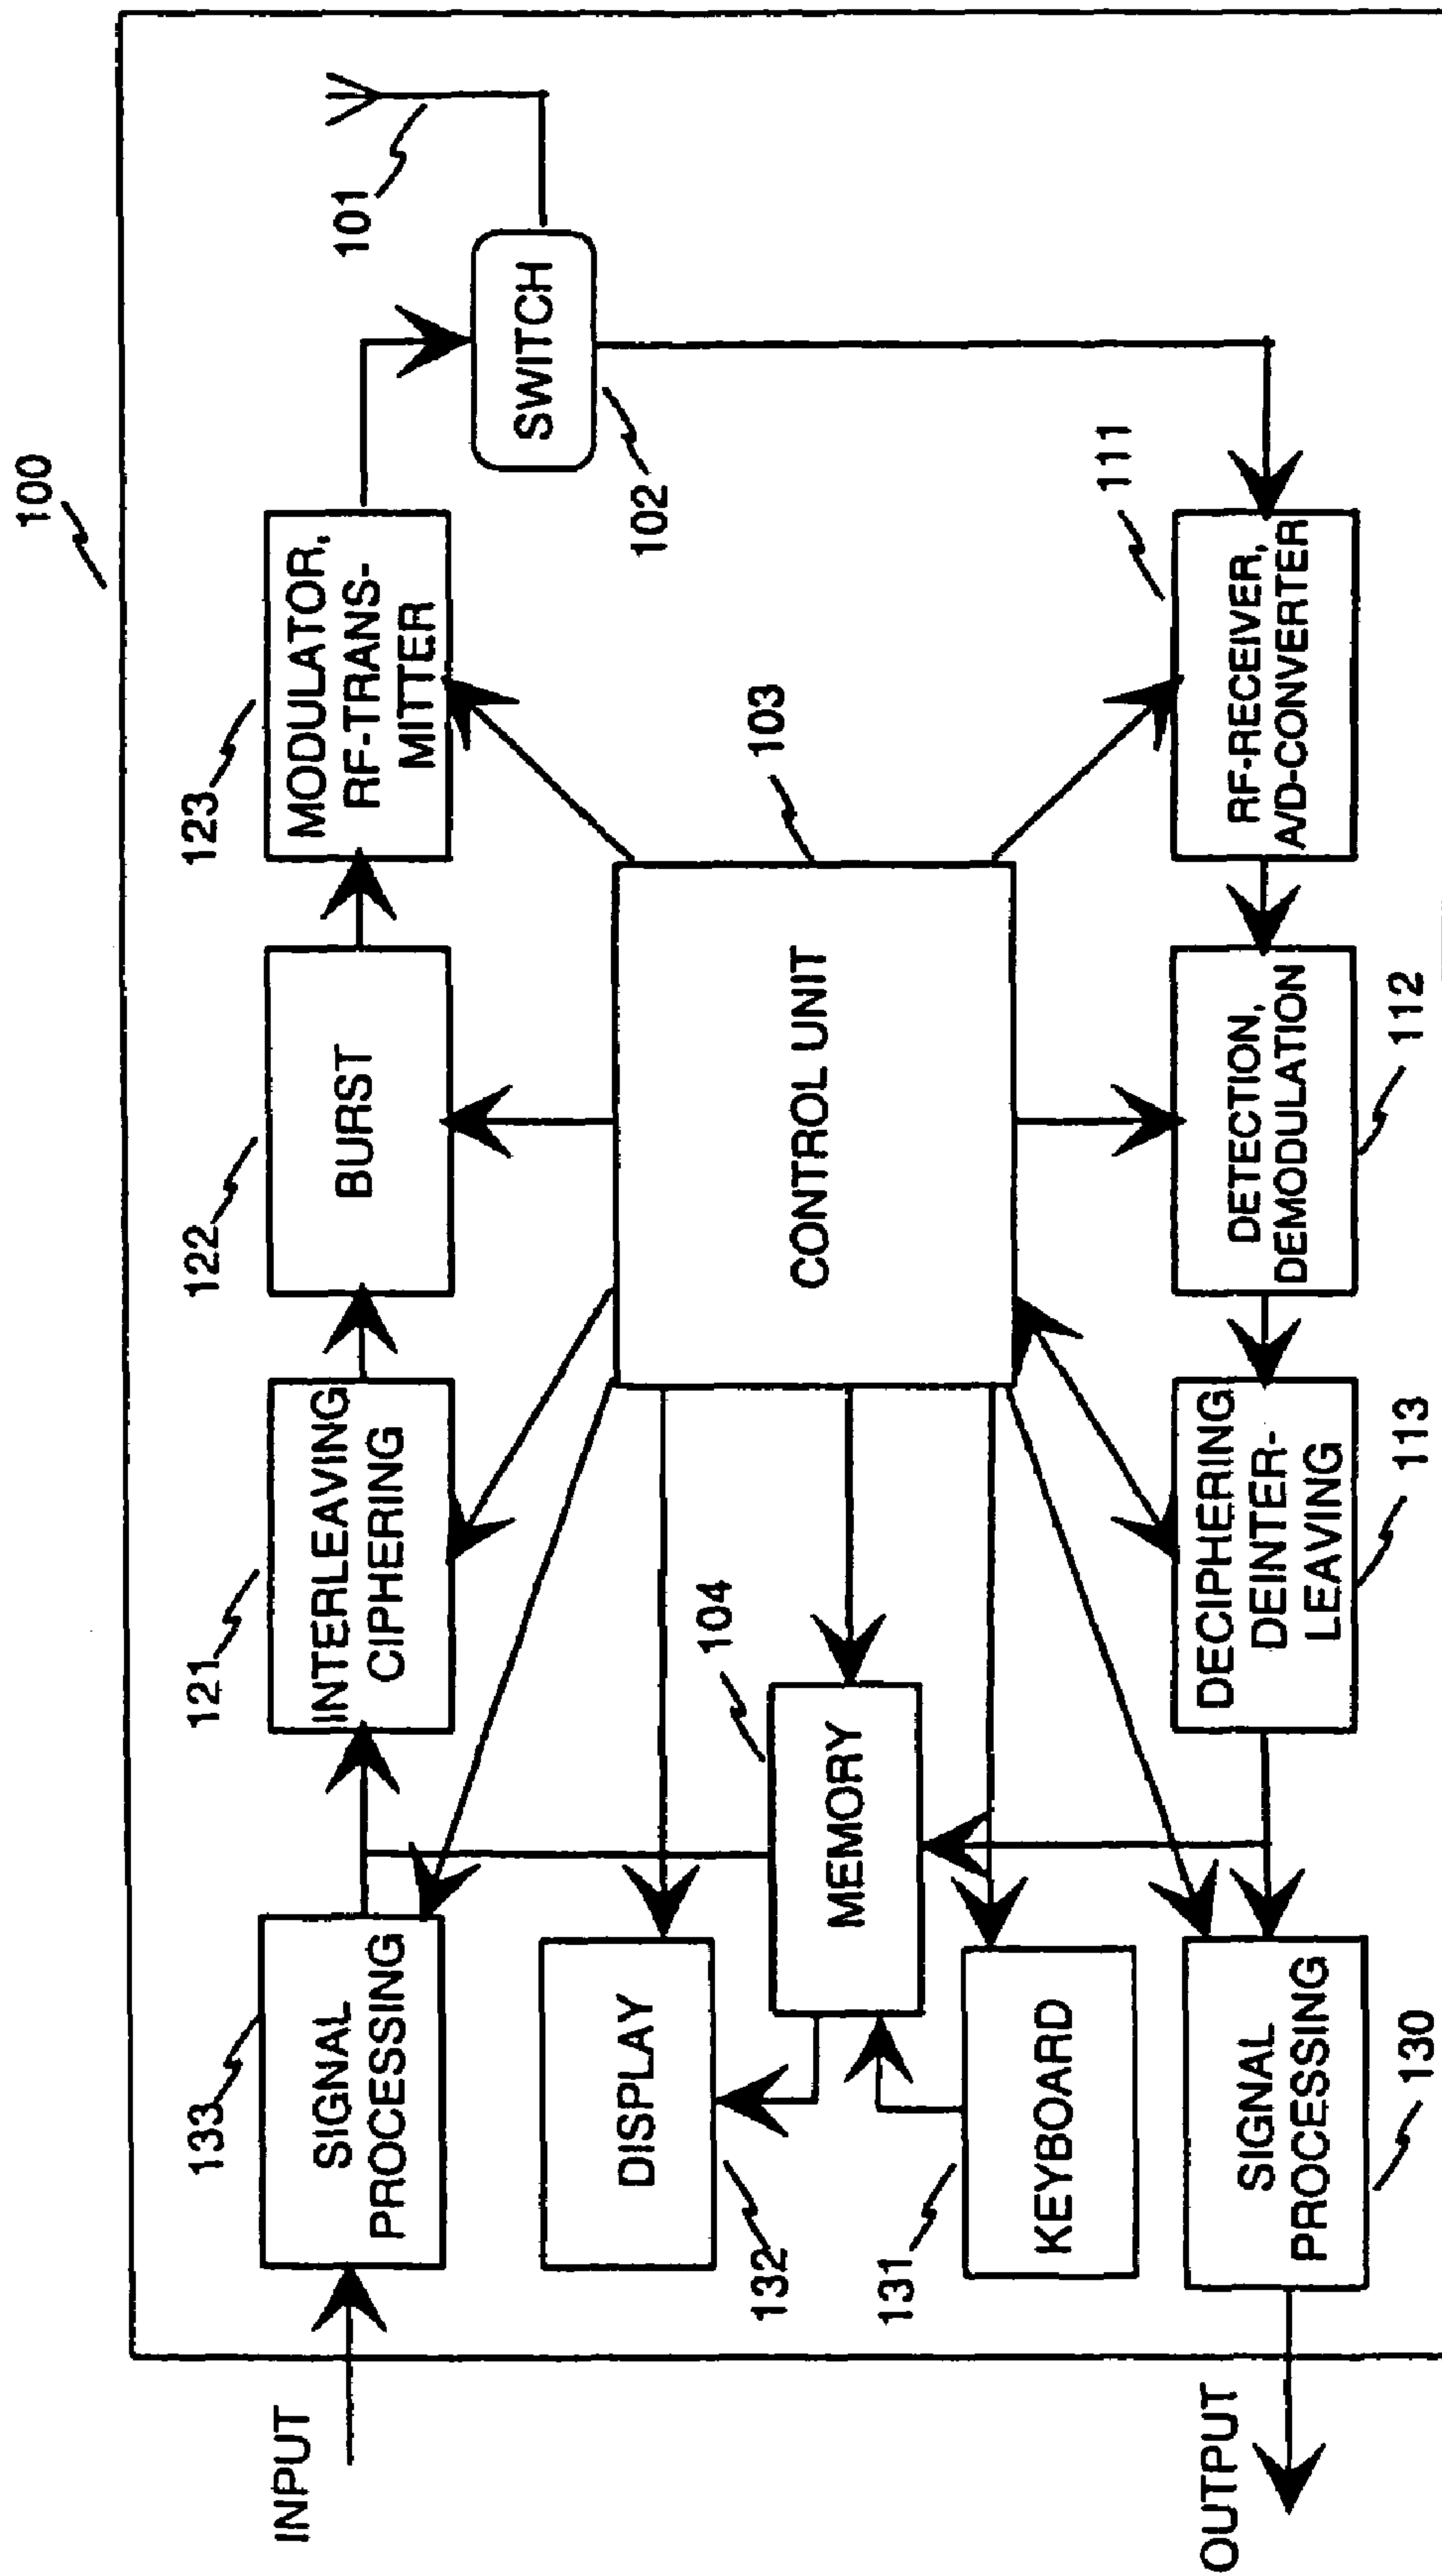 100
INPUT
133
SIGNAL
PROCESSING
121
INTERLEAVING
CIPHERING
122
BURST
123
MODULATOR,
RF-TRANS-
MITTER
101
SWITCH
102
132
DISPLAY
104
MEMORY
103
CONTROL UNIT
131
KEYBOARD
111
RF-RECEIVER,
A/D-CONVERTER
DETECTION,
DEMODULATION
112
DECIPHERING
DEINTER-
LEAVING
113
SIGNAL
PROCESSING
130
OUTPUT